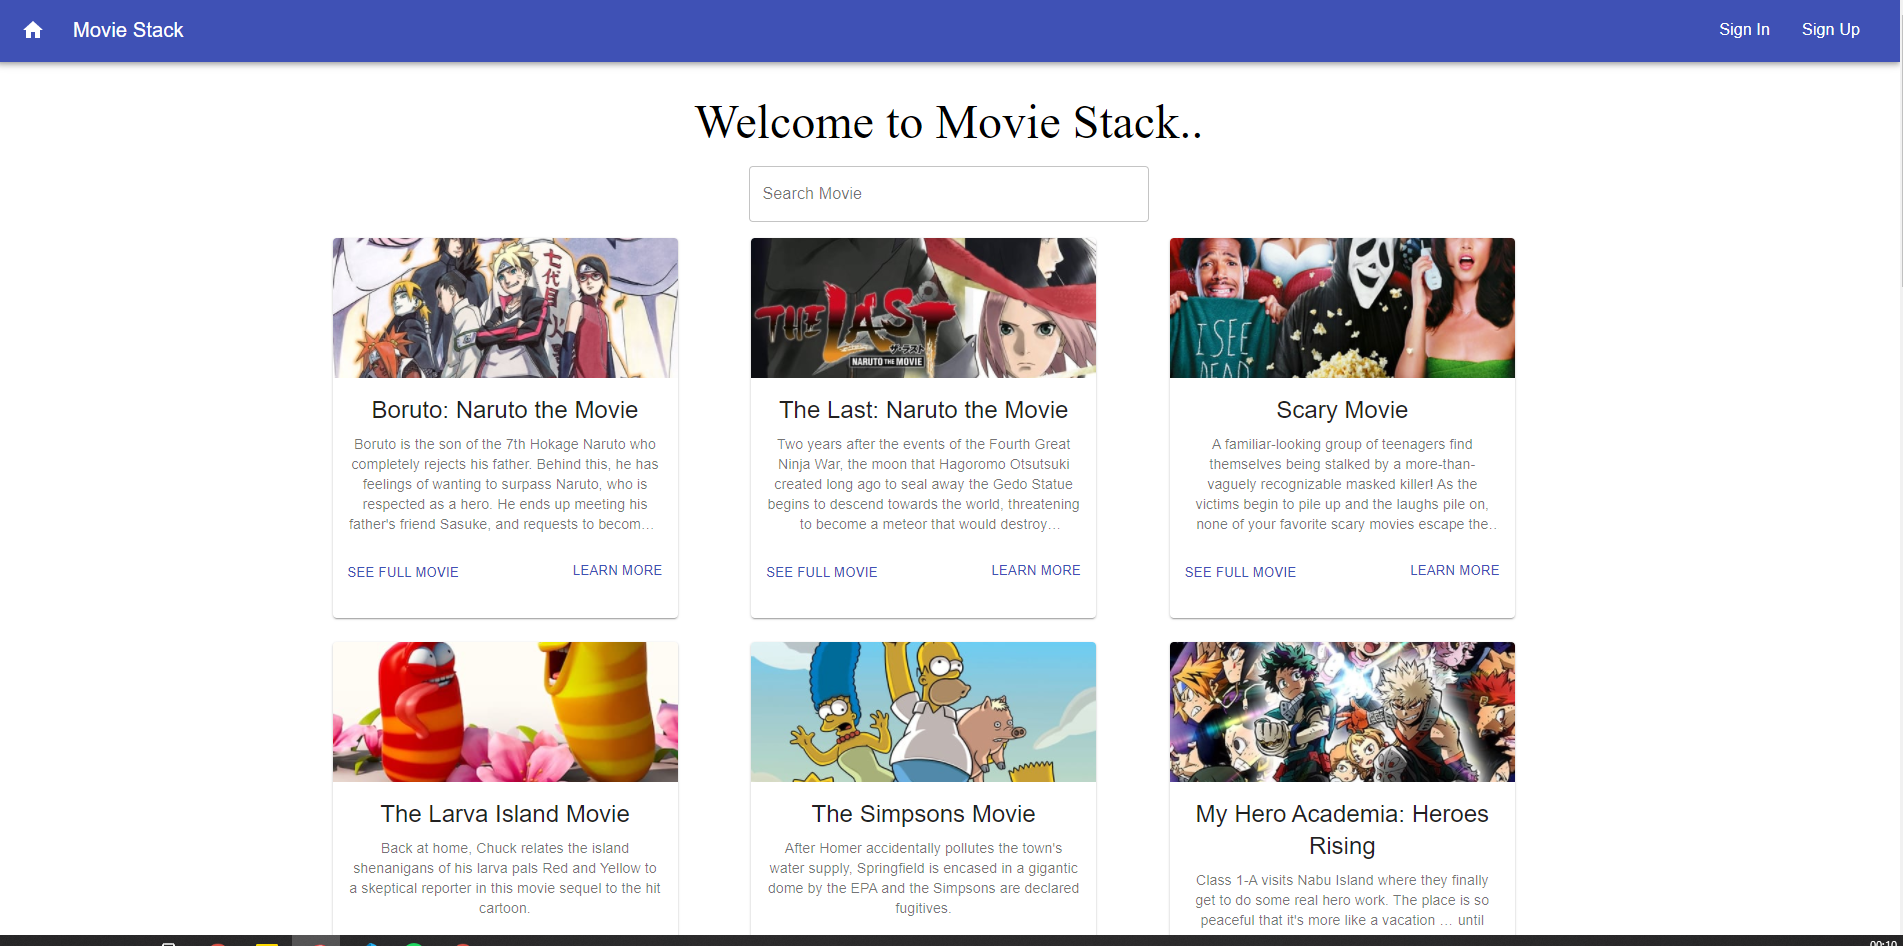 Movie Stack
Sign In
Sign Up
Welcome to Movie Stack..
Search Movie
七代目火
THE LAST
ザ・ラスト
NARUTO THE MOVIE
I SEE
DEAD
Boruto: Naruto the Movie
Boruto is the son of the 7th Hokage Naruto who
completely rejects his father. Behind this, he has
feelings of wanting to surpass Naruto, who is
respected as a hero. He ends up meeting his
father's friend Sasuke, and requests to becom...
SEE FULL MOVIE
LEARN MORE
The Last: Naruto the Movie
Two years after the events of the Fourth Great
Ninja War, the moon that Hagoromo Otsutsuki
created long ago to seal away the Gedo Statue
begins to descend towards the world, threatening
to become a meteor that would destroy...
SEE FULL MOVIE
LEARN MORE
Scary Movie
A familiar-looking group of teenagers find
themselves being stalked by a more-than-
vaguely recognizable masked killer! As the
victims begin to pile up and the laughs pile on,
none of your favorite scary movies escape the..
SEE FULL MOVIE
LEARN MORE
The Larva Island Movie
Back at home, Chuck relates the island
shenanigans of his larva pals Red and Yellow to
a skeptical reporter in this movie sequel to the hit
cartoon.
The Simpsons Movie
After Homer accidentally pollutes the town's
water supply, Springfield is encased in a gigantic
dome by the EPA and the Simpsons are declared
fugitives.
My Hero Academia: Heroes
Rising
Class 1-A visits Nabu Island where they finally
get to do some real hero work. The place is so
peaceful that it's more like a vacation … until
00:10